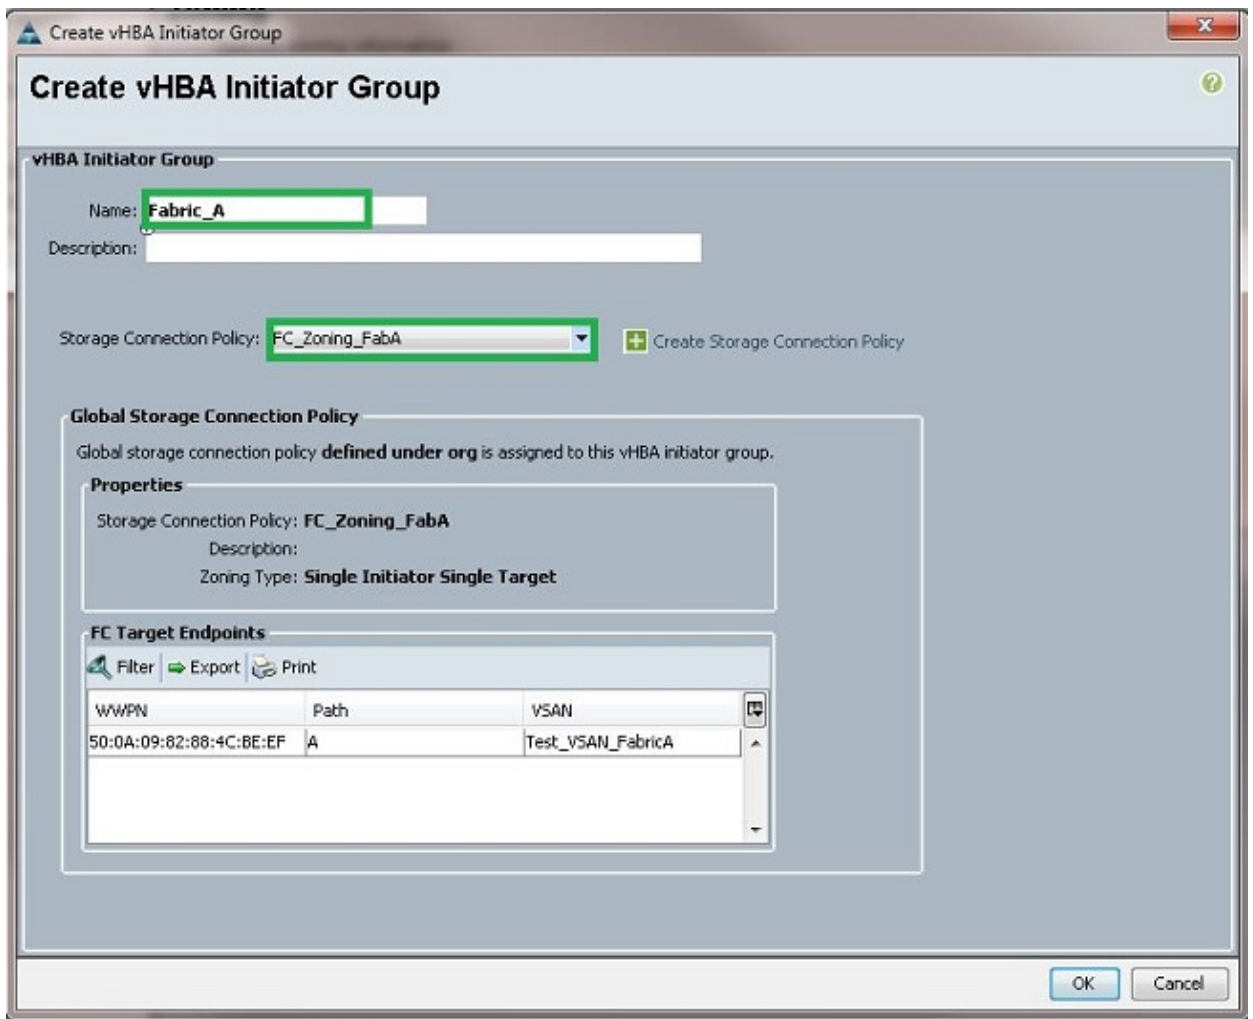 Create vHBA Initiator Group
Create vHBA Initiator Group
vHBA Initiator Group
Name: Fabric_A
Description:
Storage Connection Policy: FC_Zoning_FabA Create Storage Connection Policy
Global Storage Connection Policy
Global storage connection policy defined under org is assigned to this vHBA initiator group.
Properties
Storage Connection Policy: FC_Zoning_FabA
Description:
Zoning Type: Single Initiator Single Target
FC Target Endpoints
Filter Export Print
WWPN Path VSAN
50:0A:09:82:88:4C:BE:EF A Test_VSAN_FabricA
OK Cancel